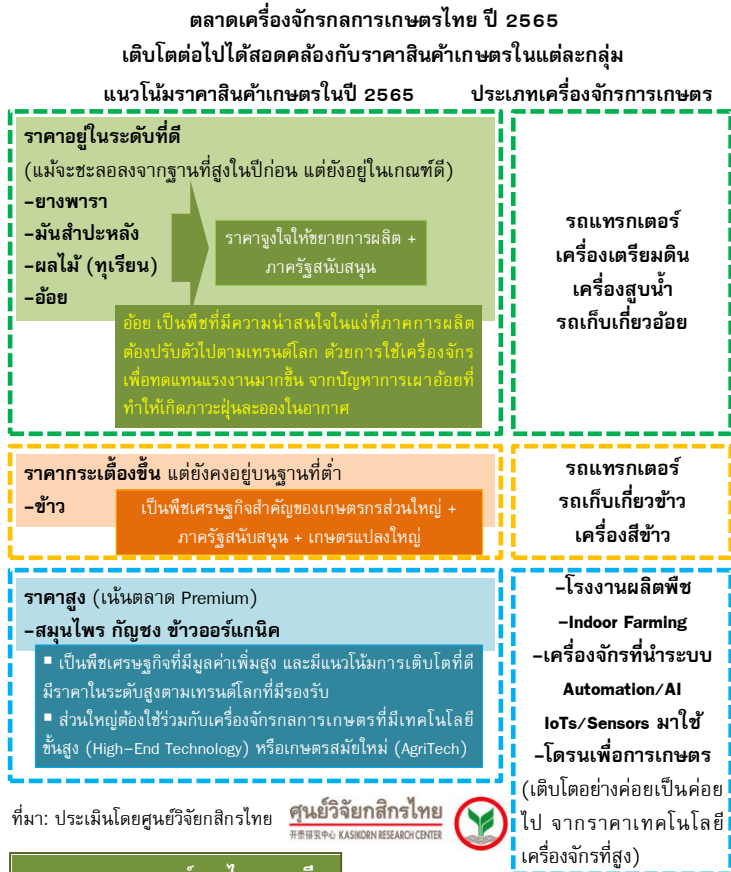 ตลาดเครื่องจักรกลการเกษตรไทย ปี 2565
เติบโตต่อไปได้สอดคล้องกับราคาสินค้าเกษตรในแต่ละกลุ่ม
แนวโน้มราคาสินค้าเกษตรในปี 2565
ประเภทเครื่องจักรการเกษตร
ราคาอยู่ในระดับที่ดี
(แม้จะชะลอลงจากฐานที่สูงในปีก่อน แต่ยังอยู่ในเกณฑ์ดี)
-ยางพารา
-มันสำปะหลัง
-ผลไม้ (ทุเรียน)
-อ้อย
ราคาจูงใจให้ขยายการผลิต +
ภาครัฐสนับสนุน
อ้อย เป็นพืชที่มีความน่าสนใจในแง่ที่ภาคการผลิต
ต้องปรับตัวไปตามเทรนด์โลก ด้วยการใช้เครื่องจักร
เพื่อทดแทนแรงงานมากขึ้น จากปัญหาการเผาอ้อยที่
ทำให้เกิดภาวะฝุ่นละอองในอากาศ
รถแทรกเตอร์
เครื่องเตรียมดิน
เครื่องสูบน้ำ
รถเก็บเกี่ยวอ้อย
ราคากระเตื้องขึ้น แต่ยังคงอยู่บนฐานที่ต่ำ
-ข้าว
เป็นพืชเศรษฐกิจสำคัญของเกษตรกรส่วนใหญ่ +
ภาครัฐสนับสนุน + เกษตรแปลงใหญ่
รถแทรกเตอร์
รถเก็บเกี่ยวข้าว
เครื่องสีข้าว
ราคาสูง (เน้นตลาด Premium)
-สมุนไพร กัญชง ข้าวออร์แกนิค
▪ เป็นพืชเศรษฐกิจที่มีมูลค่าเพิ่มสูง และมีแนวโน้มการเติบโตที่ดี
มีราคาในระดับสูงตามเทรนด์โลกที่มีรองรับ
▪ ส่วนใหญ่ต้องใช้ร่วมกับเครื่องจักรกลการเกษตรที่มีเทคโนโลยี
ขั้นสูง (High-End Technology) หรือเกษตรสมัยใหม่ (AgriTech)
-โรงงานผลิตพืช
-Indoor Farming
-เครื่องจักรที่นำระบบ
Automation/AI
IoTs/Sensors มาใช้
-โดรนเพื่อการเกษตร
(เติบโตอย่างค่อยเป็นค่อย
ไป จากราคาเทคโนโลยี
เครื่องจักรที่สูง)
ที่มา: ประเมินโดยศูนย์วิจัยกสิกรไทย
ศูนย์วิจัยกสิกรไทย
开泰研究中心 KASIKORN RESEARCH CENTER